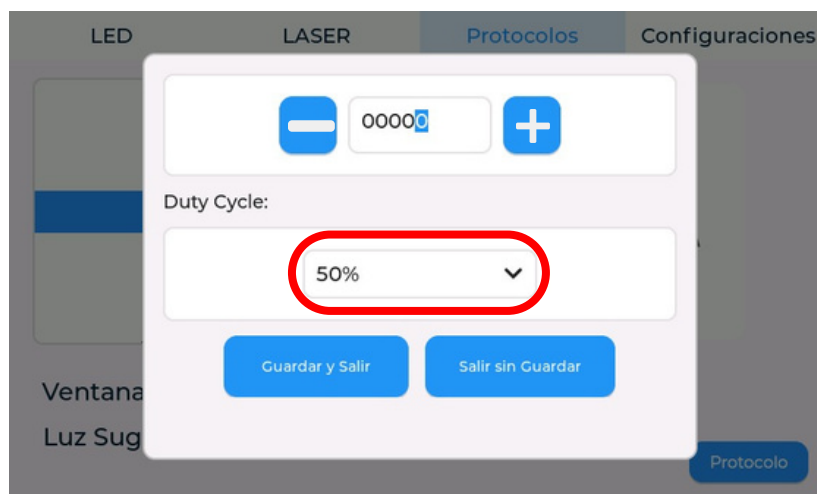 LED LASER Protocolos Configuraciones
00000
Duty Cycle:
50%
Guardar y Salir Salir sin Guardar
Ventana
Luz Sug
Protocolo